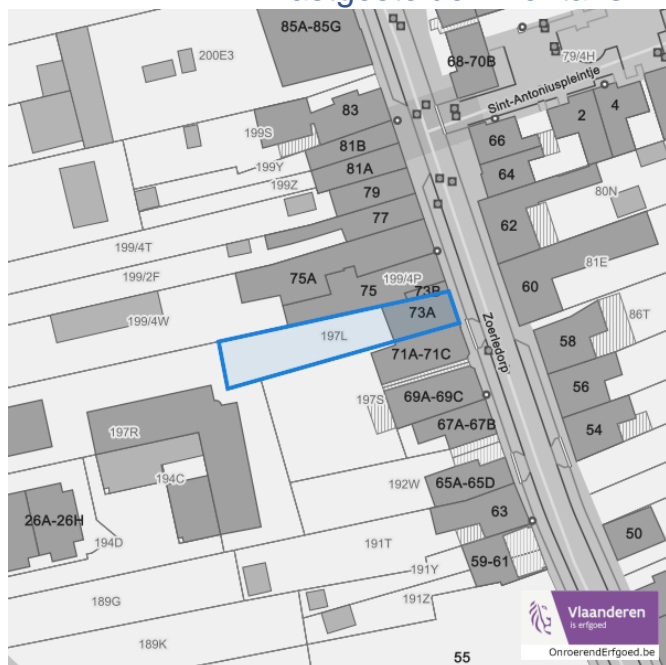 85A-85G
200E3
68-70B
79/4H
Sint-Antoniuspleintje
83
2
4
199S
66
81B
199Y
81A
64
199Z
79
80N
77
62
199/4T
81E
199/2F
75A
199/4P
60
75
73B
199/4W
73A
86T
197L
Zoerledorp
58
71A-71C
56
197S
69A-69C
67A-67B
54
197R
194C
192W
65A-65D
26A-26H
63
50
194D
191T
59-61
191Y
189G
191Z
189K
55
Vlaanderen
is erfgoed
OnroerendErfgoed.be